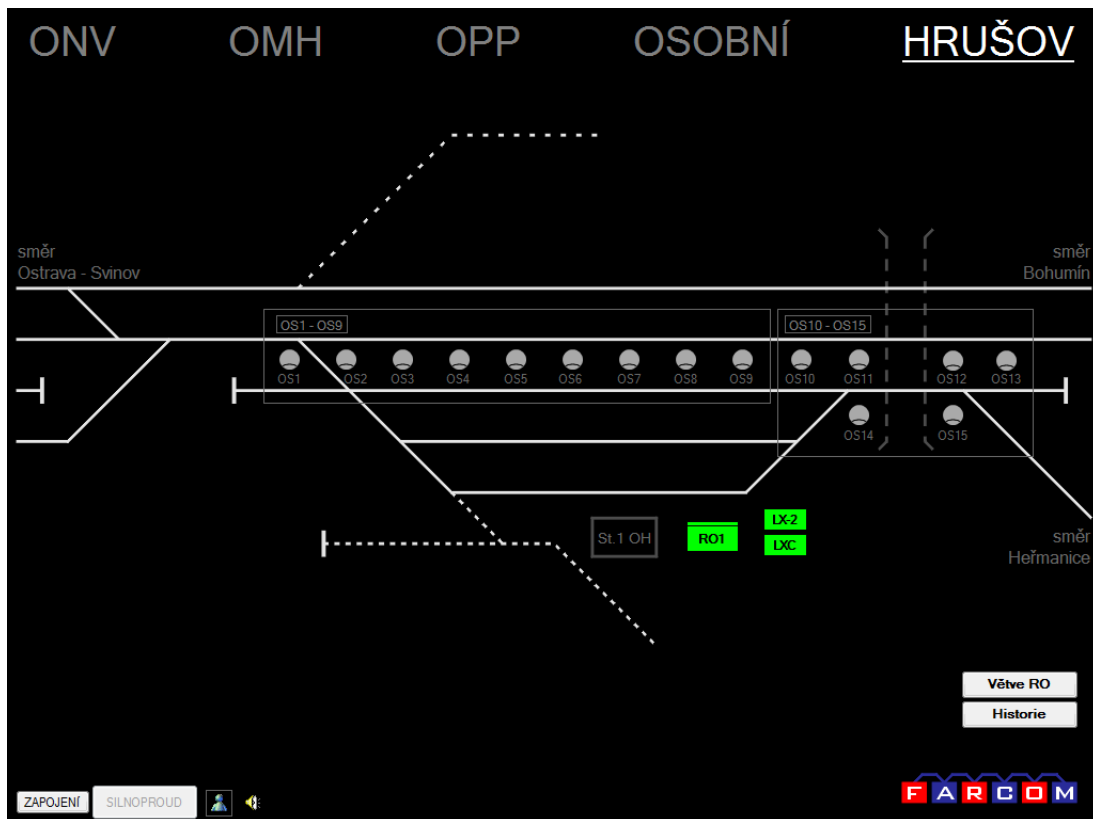 ONV OMH OPP OSOBNÍ HRUŠOV
směr
Ostrava - Svinov
směr
Bohumín
OS1 - OS9
OS10 - OS15
OS1 OS2 OS3 OS4 OS5 OS6 OS7 OS8 OS9 OS10 OS11 OS12 OS13
OS14 OS15
St.1 OH
RO1
LX-2
LXC
směr
Heřmanice
Větve RO
Historie
ZAPOJENÍ SILNOPROUD
FARCOM